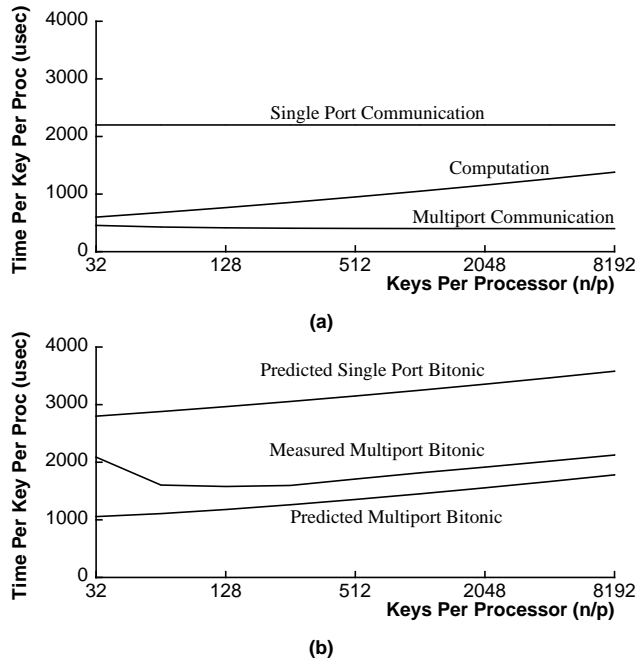 Time Per Key Per Proc (usec)
4000
3000
2000
1000
0
Single Port Communication
Computation
Multiport Communication
32
128
512
2048
8192
Keys Per Processor (n/p)
(a)
Time Per Key Per Proc (usec)
4000
3000
2000
1000
0
Predicted Single Port Bitonic
Measured Multiport Bitonic
Predicted Multiport Bitonic
32
128
512
2048
8192
Keys Per Processor (n/p)
(b)